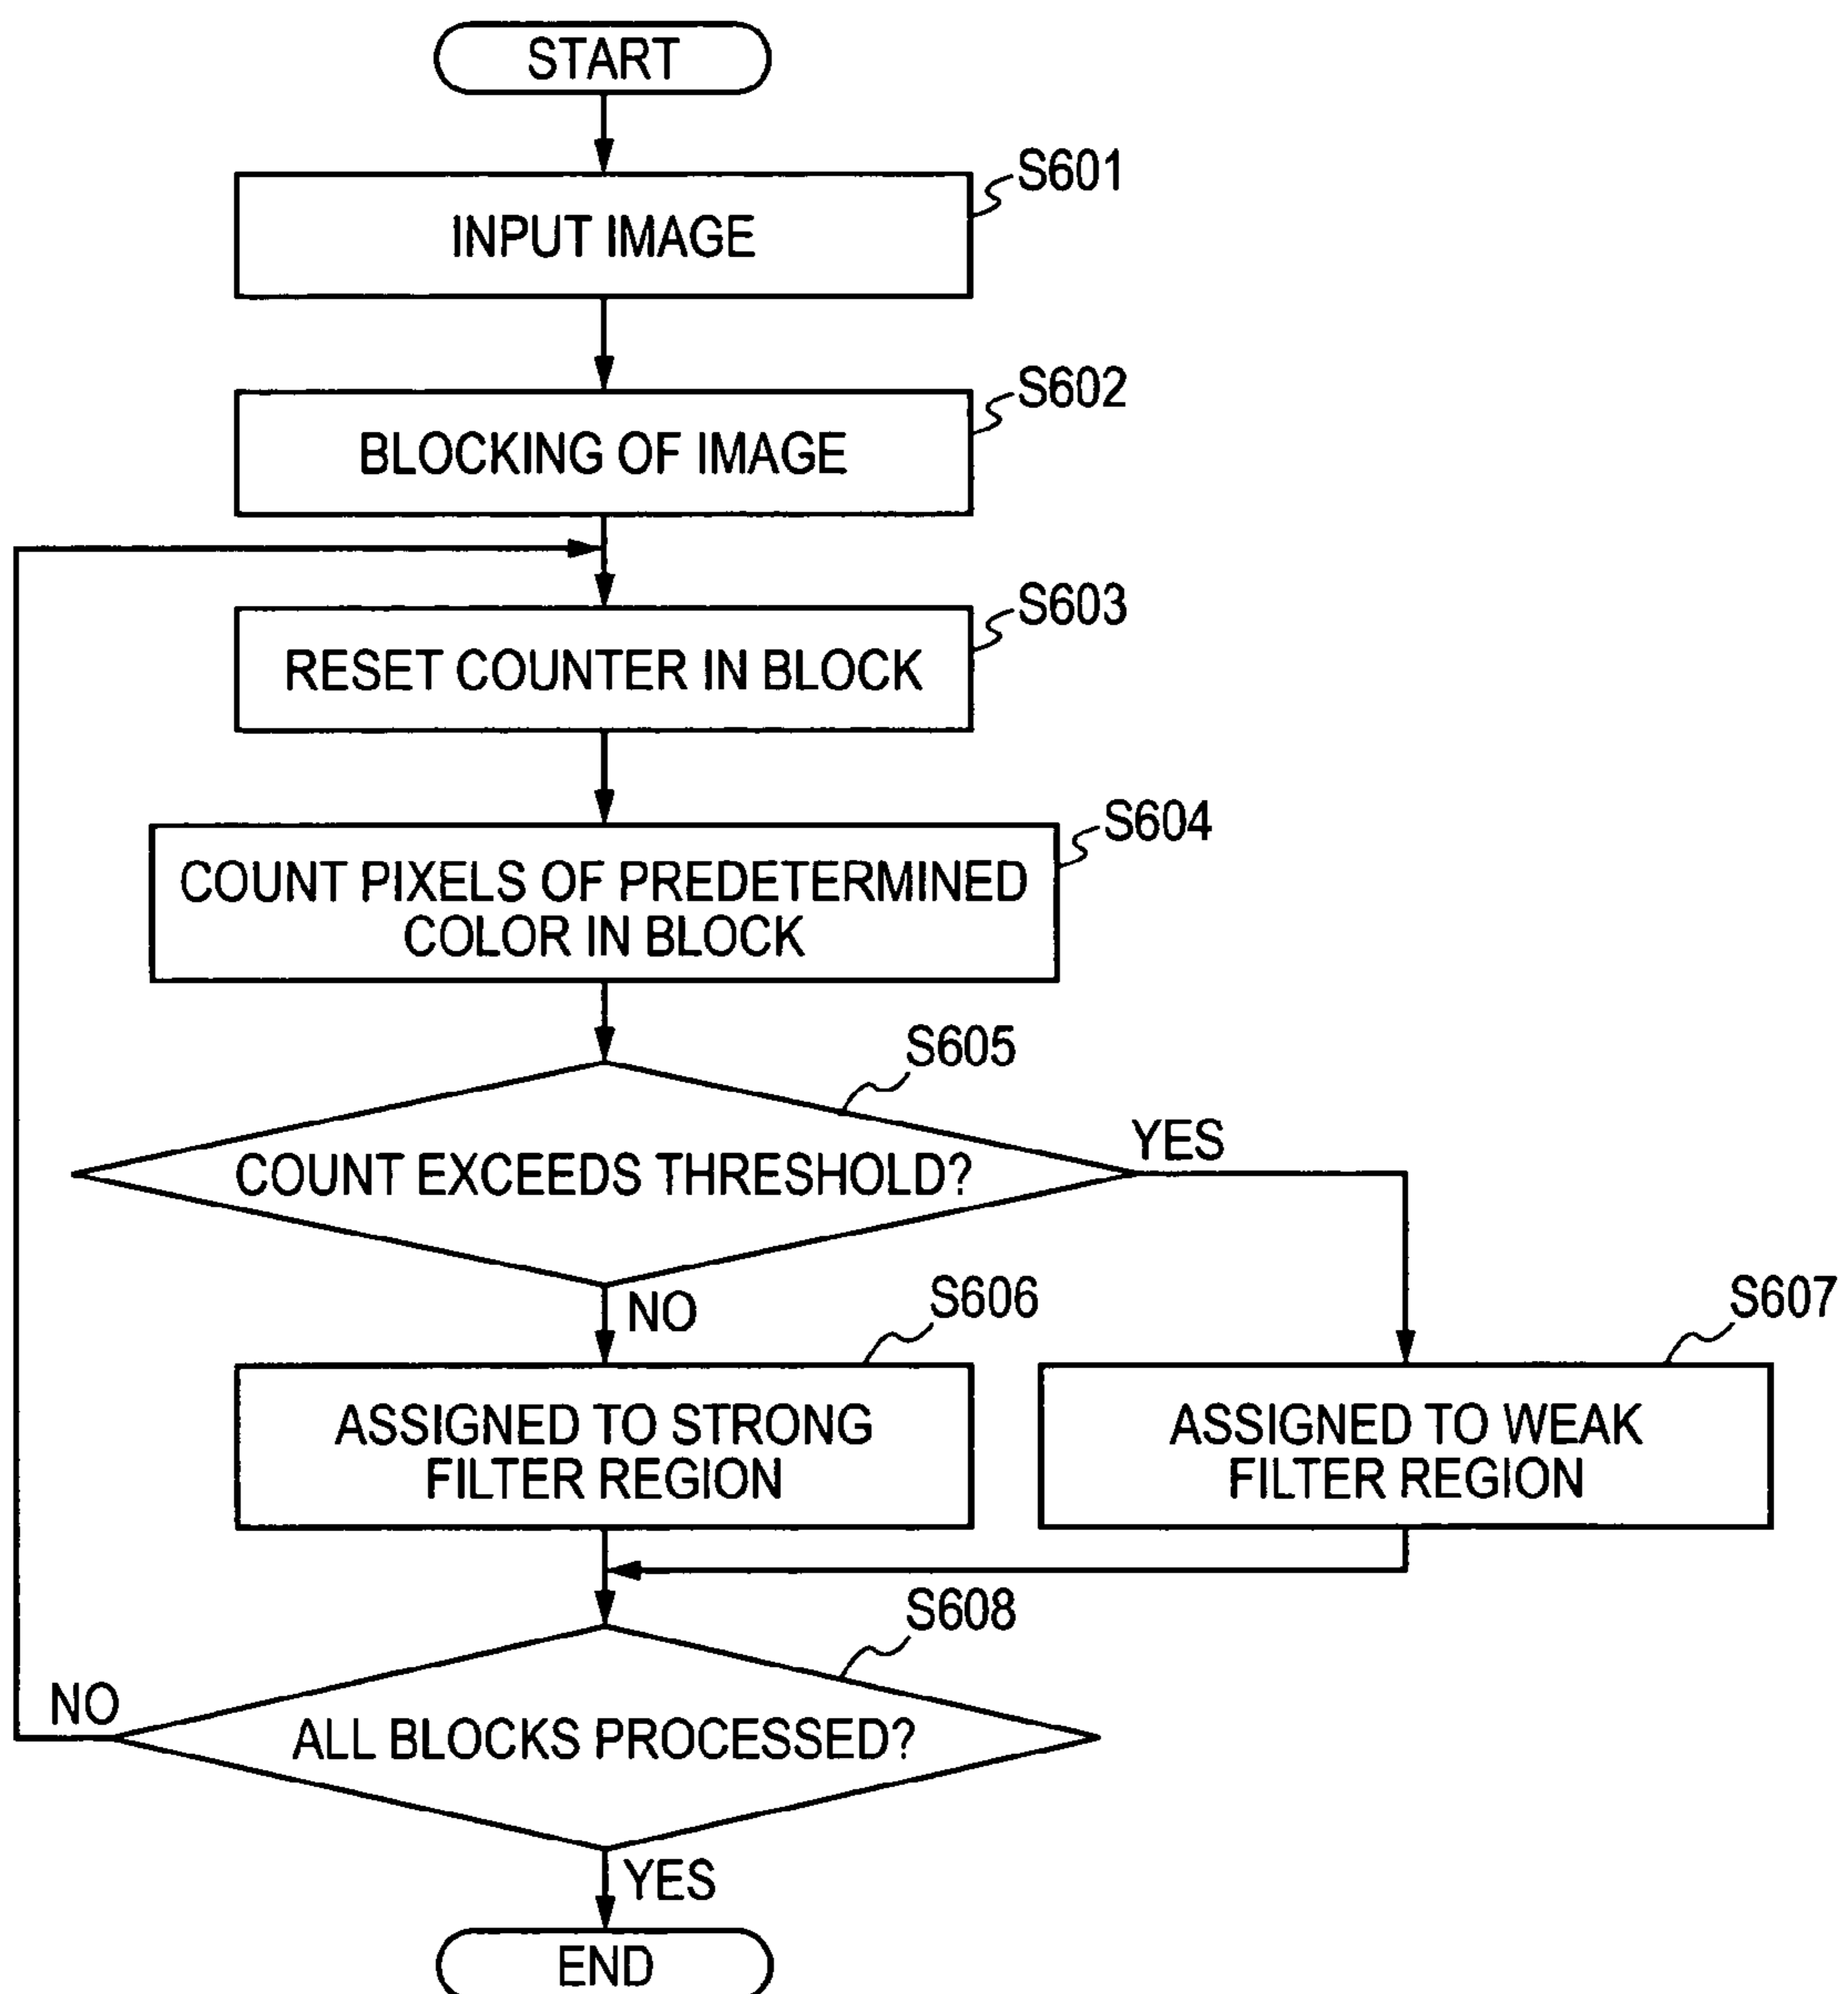 START
S601
INPUT IMAGE
S602
BLOCKING OF IMAGE
S603
RESET COUNTER IN BLOCK
S604
COUNT PIXELS OF PREDETERMINED
COLOR IN BLOCK
S605
YES
COUNT EXCEEDS THRESHOLD?
NO
S606
S607
ASSIGNED TO STRONG
FILTER REGION
ASSIGNED TO WEAK
FILTER REGION
S608
NO
ALL BLOCKS PROCESSED?
YES
END